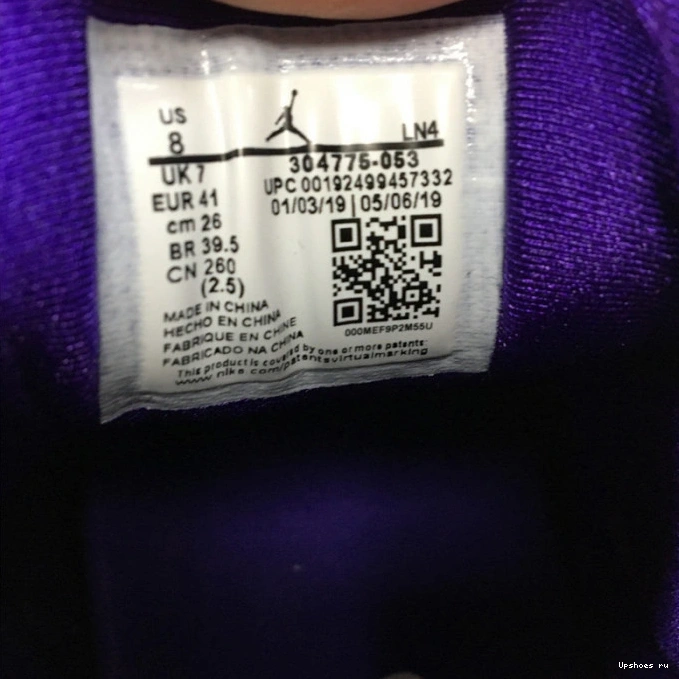 US
8
LN4
UK 7
304775-053
EUR 41
UPC 00192499457332
cm 26
01/03/19 | 05/06/19
BR 39.5
CN 260
(2.5)
MADE IN CHINA
HECHO EN CHINA
FABRIQUE EN CHINE
FABRICADO NA CHINA
000MEF9P2M55U
This product is covered by one or more patents:
www.nike.com/patentsvirtualmarking
Upshoes ru